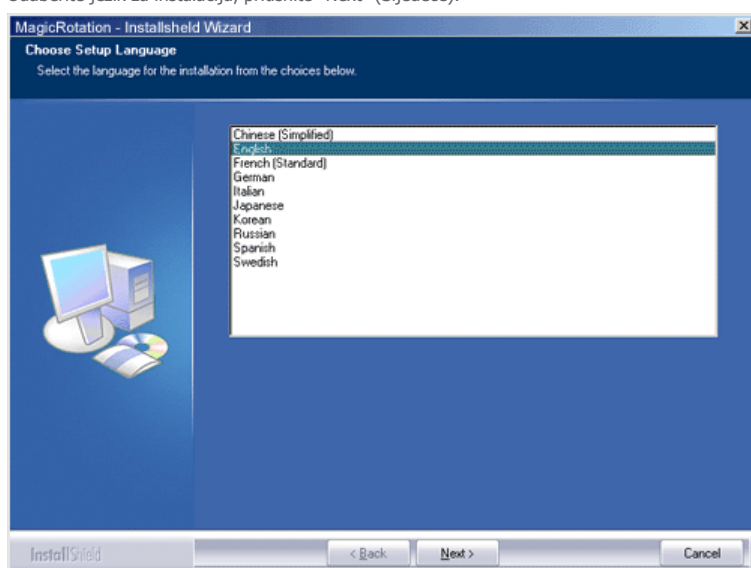 MagicRotation - Installsheld Wizard
Choose Setup Language
Select the language for the installation from the choices below.
Chinese (Simplified)
English
French (Standard)
German
Italian
Japanese
Korean
Russian
Spanish
Swedish
InstallShield
< Back
Next >
Cancel